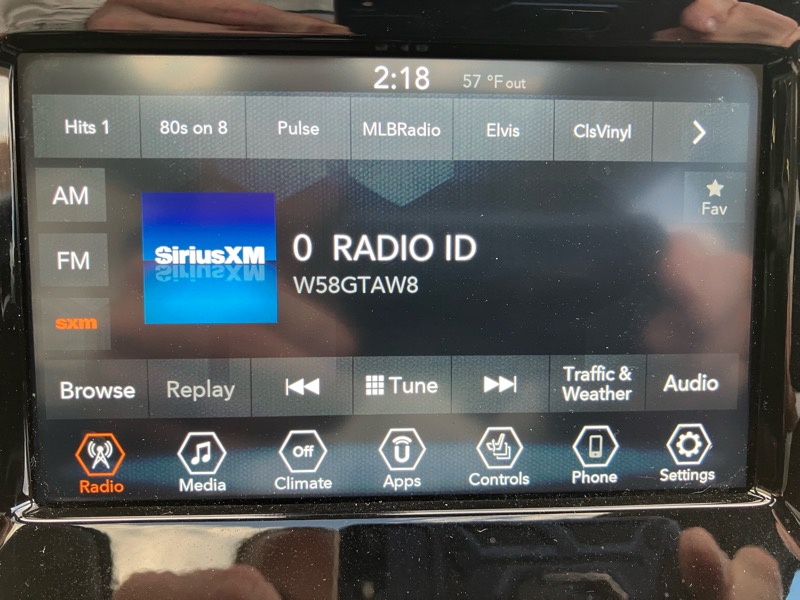 2:18 57 °F out
Hits 1 80s on 8 Pulse MLBRadio Elvis ClsVinyl
AM
Fav
SiriusXM
0 RADIO ID
FM
W58GTAW8
sxm
Browse Replay Tune Traffic & Weather Audio
Off
Radio Media Climate Apps Controls Phone Settings